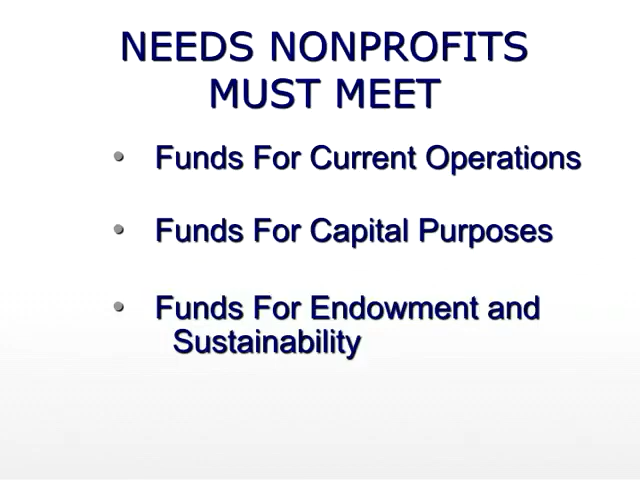 NEEDS NONPROFITS
MUST MEET
• Funds For Current Operations
• Funds For Capital Purposes
• Funds For Endowment and
Sustainability